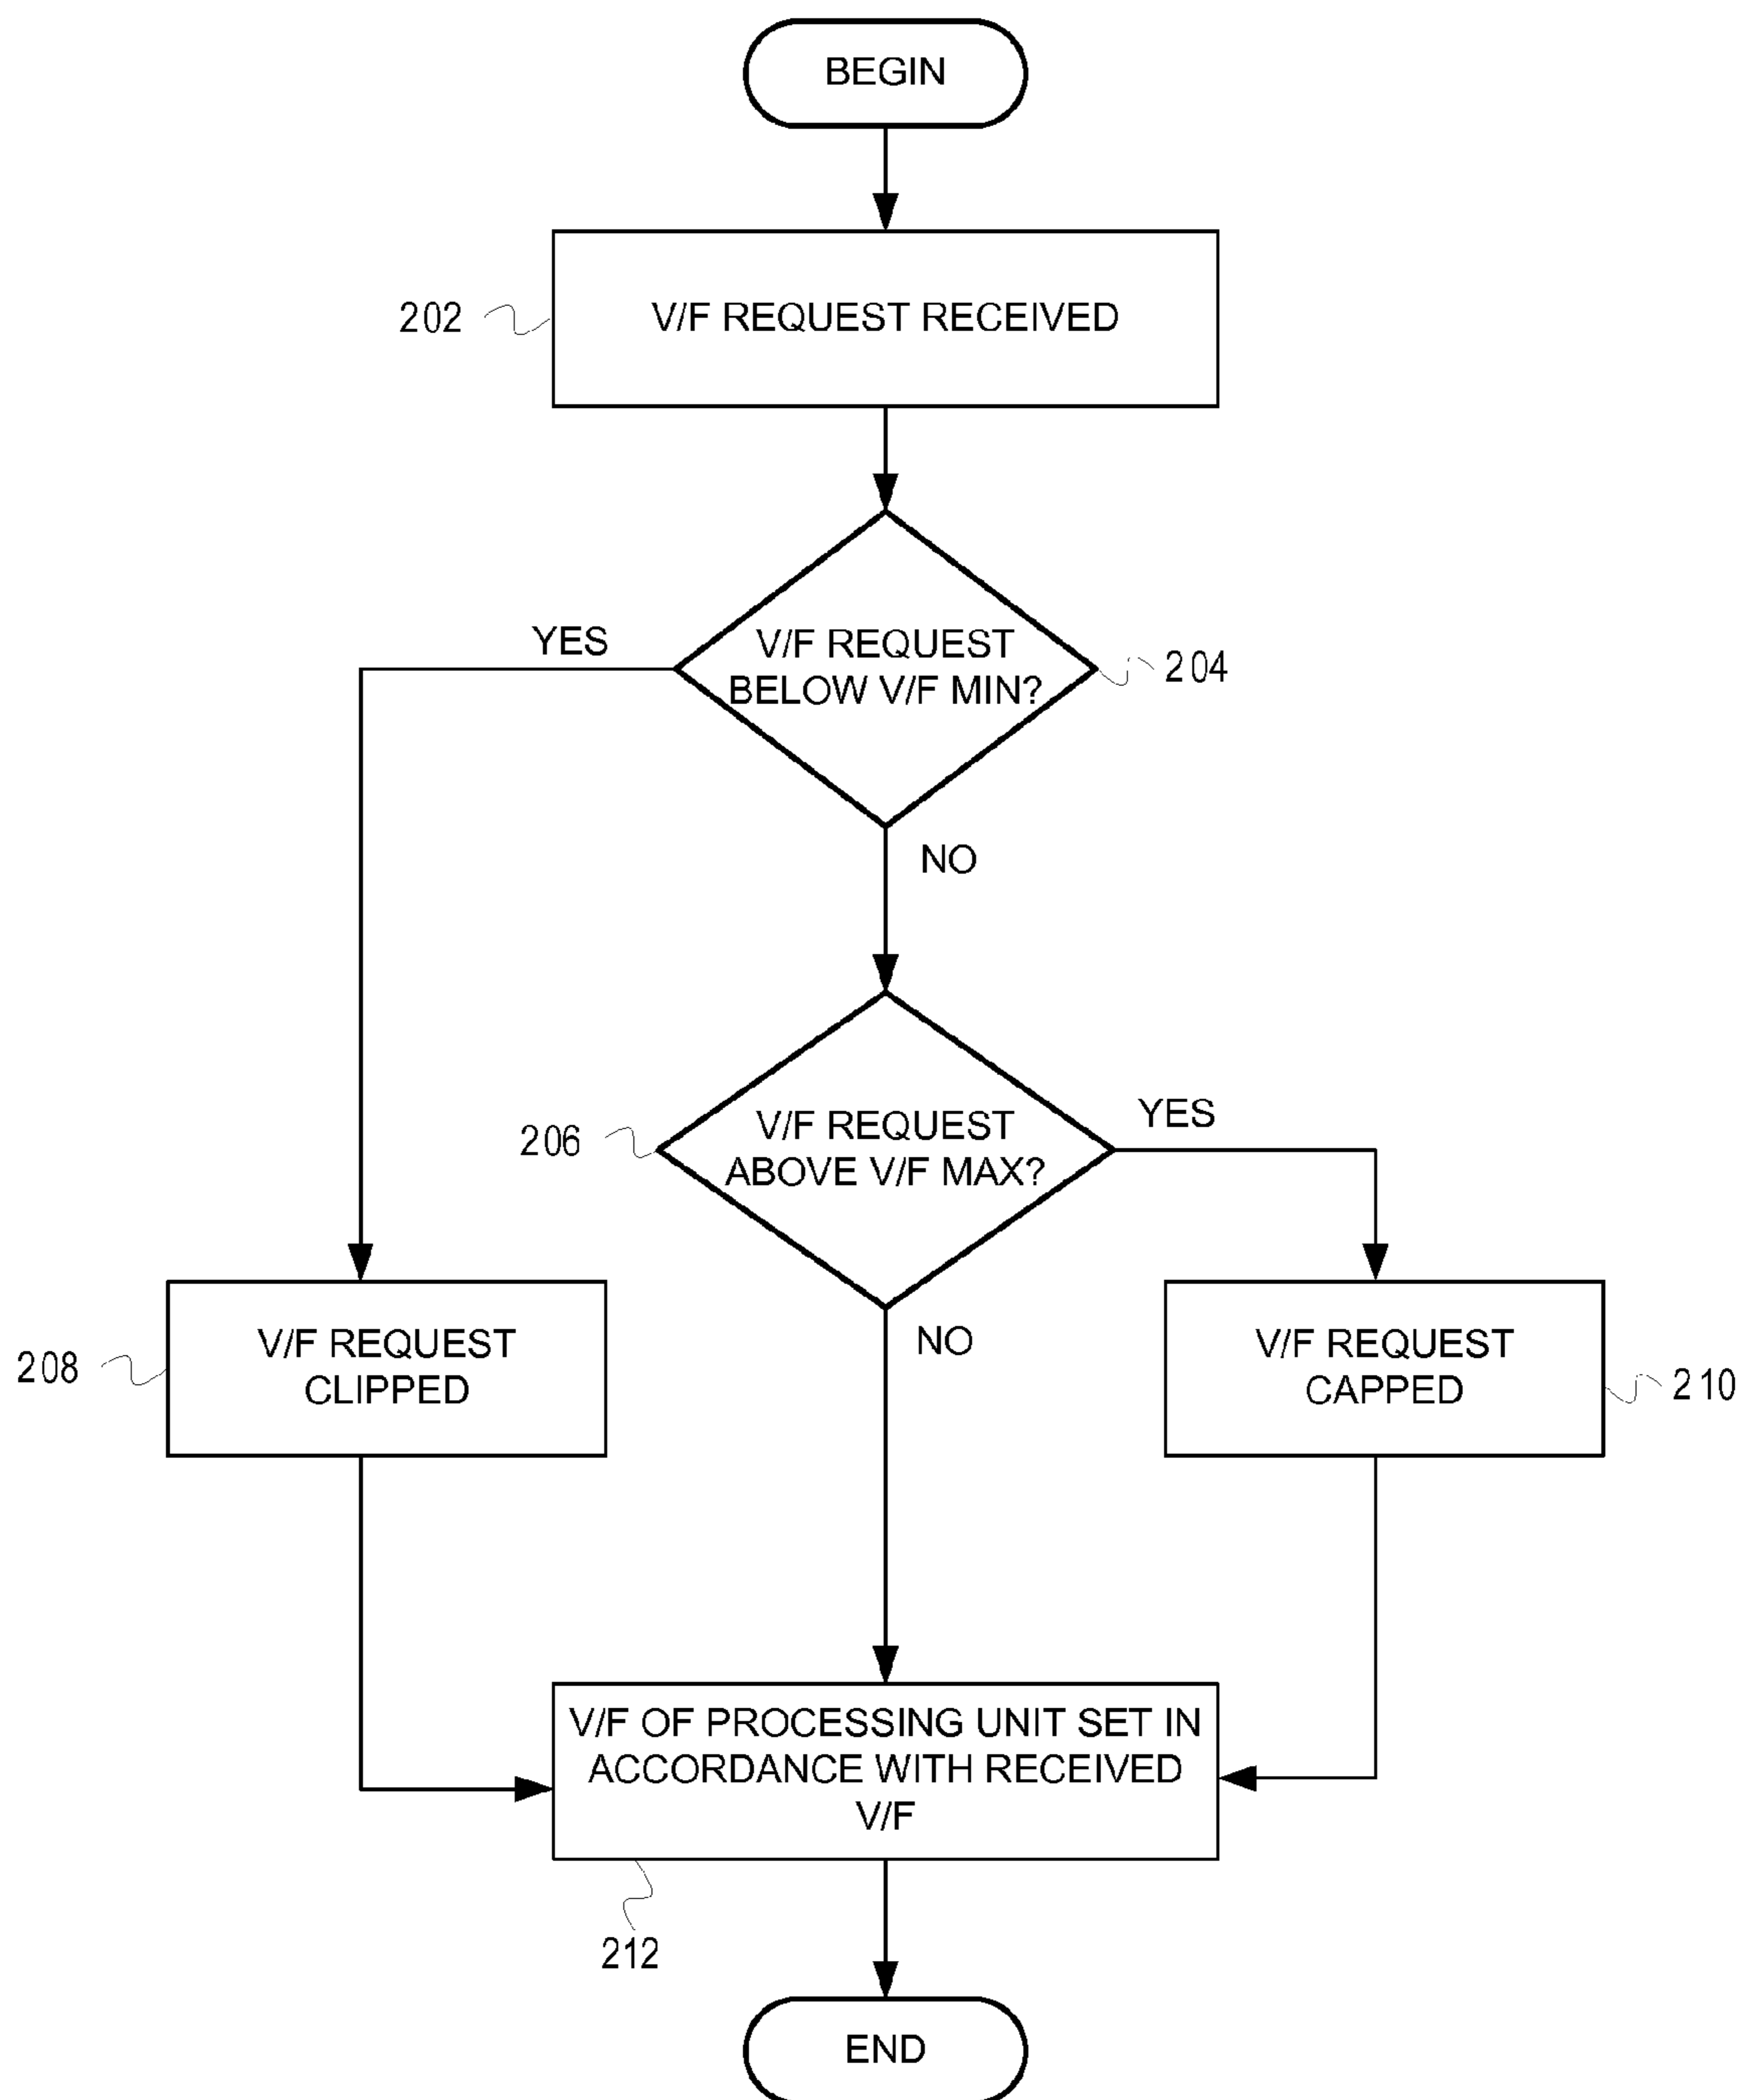 BEGIN
V/F REQUEST RECEIVED
202
V/F REQUEST
BELOW V/F MIN?
YES
204
NO
V/F REQUEST
ABOVE V/F MAX?
206
YES
NO
V/F REQUEST
CLIPPED
208
V/F REQUEST
CAPPED
210
V/F OF PROCESSING UNIT SET IN
ACCORDANCE WITH RECEIVED
V/F
212
END